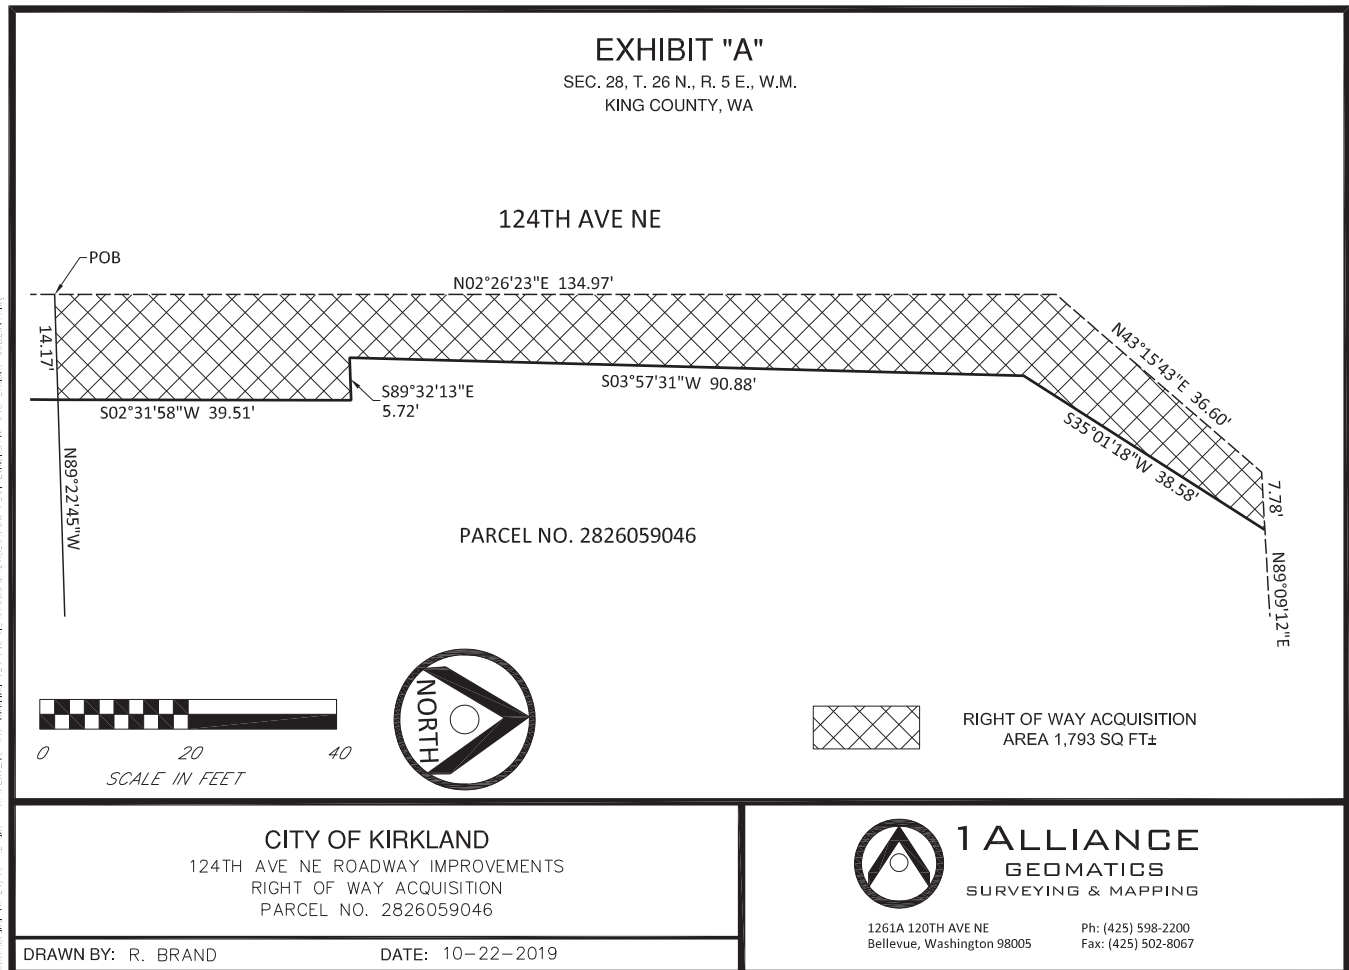 EXHIBIT "A"
SEC. 28, T. 26 N., R. 5 E., W.M.
KING COUNTY, WA
124TH AVE NE
POB
N02°26'23"E 134.97'
14.17'
N43°15'43"E 36.60'
S89°32'13"E
5.72'
S03°57'31"W 90.88'
S02°31'58"W 39.51'
S35°01'18"W 38.58'
7.78'
N89°22'45"W
N89°09'12"E
PARCEL NO. 2826059046
NORTH
0 20 40
SCALE IN FEET
RIGHT OF WAY ACQUISITION
AREA 1,793 SQ FT±
CITY OF KIRKLAND
124TH AVE NE ROADWAY IMPROVEMENTS
RIGHT OF WAY ACQUISITION
PARCEL NO. 2826059046
DRAWN BY: R. BRAND DATE: 10-22-2019
1 ALLIANCE
GEOMATICS
SURVEYING & MAPPING
1261A 120TH AVE NE
Bellevue, Washington 98005
Ph: (425) 598-2200
Fax: (425) 502-8067